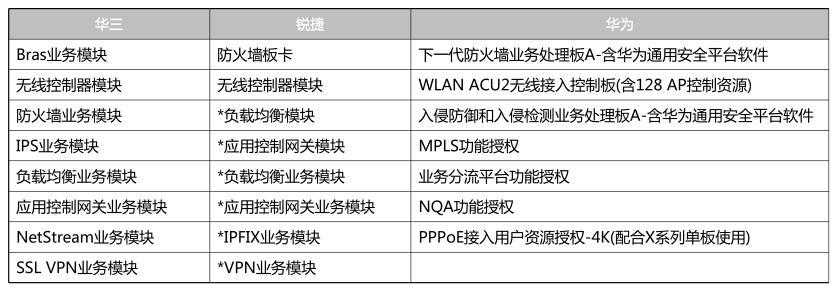 华三 锐捷 华为
Bras业务模块 防火墙板卡 下一代防火墙业务处理板A-含华为通用安全平台软件
无线控制器模块 无线控制器模块 WLAN ACU2无线接入控制板(含128 AP控制资源)
防火墙业务模块 *负载均衡模块 入侵防御和入侵检测业务处理板A-含华为通用安全平台软件
IPS业务模块 *应用控制网关模块 MPLS功能授权
负载均衡业务模块 *负载均衡业务模块 业务分流平台功能授权
应用控制网关业务模块 *应用控制网关业务模块 NQA功能授权
NetStream业务模块 *IPFIX业务模块 PPPoE接入用户资源授权-4K(配合X系列单板使用)
SSL VPN业务模块 *VPN业务模块